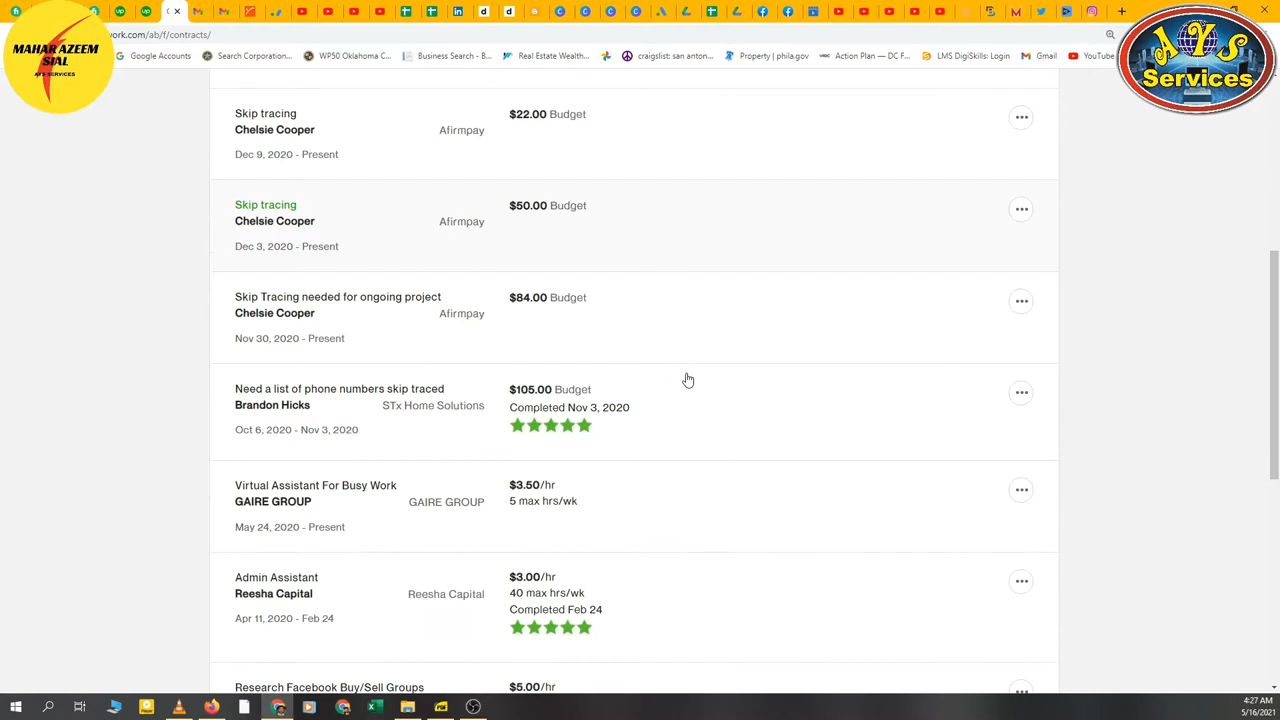 MAHAR AZEEM
SIAL
AYS SERVICES
AYS
Services
work.com/ab/f/contracts/
Google Accounts
Search Corporation...
WP50 Oklahoma C...
Business Search - B...
Real Estate Wealth...
craigslist: san anton...
Property | phila.gov
Action Plan — DC F...
LMS DigiSkills: Login
Gmail
YouTube
Skip tracing
$22.00 Budget
Chelsie Cooper Afirmpay
Dec 9, 2020 - Present
Skip tracing
$50.00 Budget
Chelsie Cooper Afirmpay
Dec 3, 2020 - Present
Skip Tracing needed for ongoing project
$84.00 Budget
Chelsie Cooper Afirmpay
Nov 30, 2020 - Present
Need a list of phone numbers skip traced
$105.00 Budget
Brandon Hicks STx Home Solutions
Completed Nov 3, 2020
Oct 6, 2020 - Nov 3, 2020
Virtual Assistant For Busy Work
$3.50/hr
GAIRE GROUP GAIRE GROUP
5 max hrs/wk
May 24, 2020 - Present
Admin Assistant
$3.00/hr
Reesha Capital Reesha Capital
40 max hrs/wk
Completed Feb 24
Apr 11, 2020 - Feb 24
Research Facebook Buy/Sell Groups
$5.00/hr
4:27 AM
5/16/2021